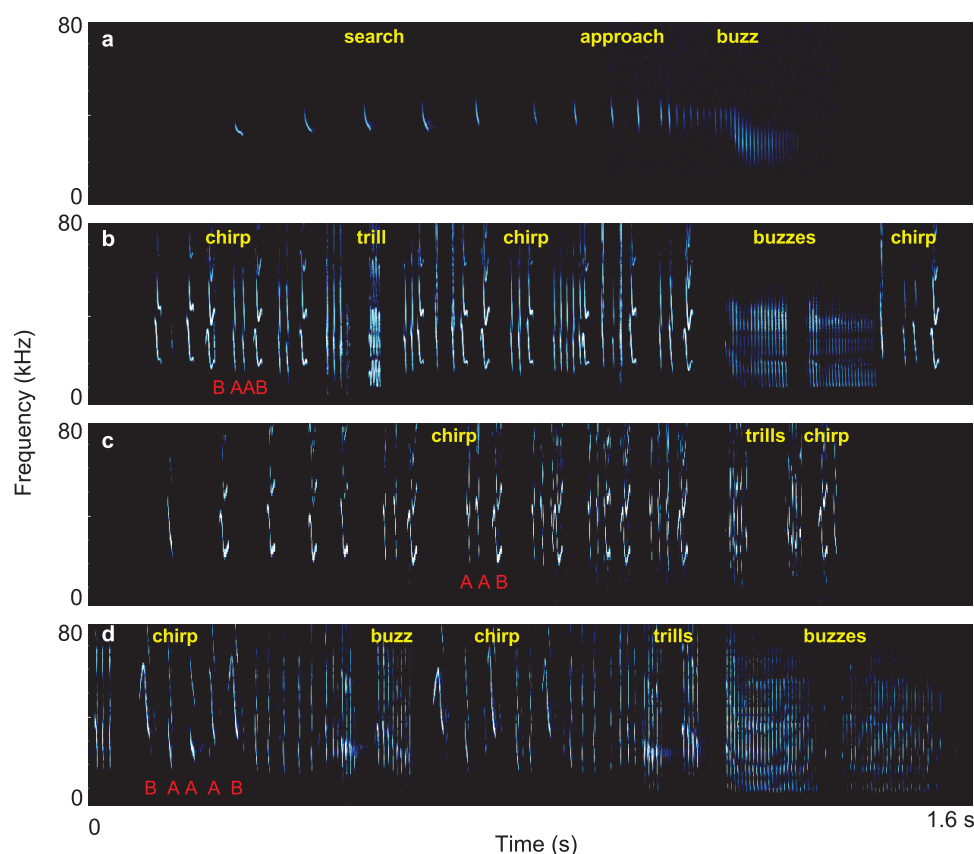 80
a
search
approach
buzz
0
80
b
chirp
trill
chirp
buzzes
chirp
B AAB
0
80
c
chirp
trills
chirp
A A B
0
80
d
chirp
buzz
chirp
trills
buzzes
B A A A B
0
0
1.6 s
Time (s)
Frequency (kHz)